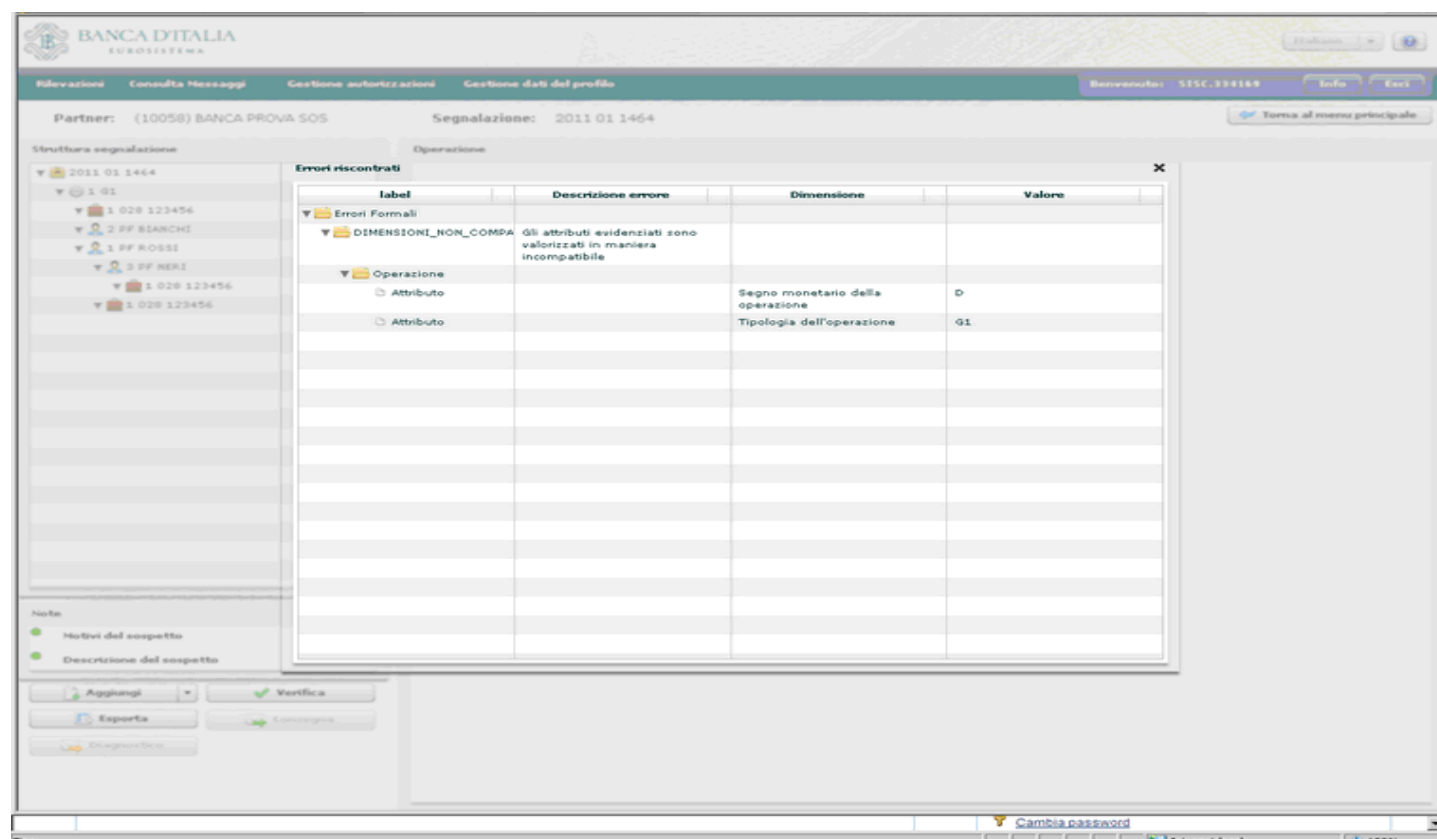 BANCA D'ITALIA
EUROSISTEMA
Italiano
Rilevazioni Consulta Messaggi Gestione autorizzazioni Gestione dati del profilo Benvenuto: SISC.334169 Info Esci
Partner: (10058) BANCA PROVA SOS Segnalazione: 2011 01 1464 Torna al menu principale
Struttura segnalazione Operazione
2011 01 1464
1 G1
1 028 123456
2 PF BIANCHI
1 PF ROSSI
3 PF NERI
1 028 123456
1 028 123456
Errori riscontrati
label Descrizione errore Dimensione Valore
Errori Formali
DIMENSIONI_NON_COMPA Gli attributi evidenziati sono
valorizzati in maniera
incompatibile
Operazione
Attributo Segno monetario della D
operazione
Attributo Tipologia dell'operazione G1
Note
Motivi del sospetto
Descrizione del sospetto
Aggiungi Verifica
Esporta Consegna
Diagnostico
Cambia password